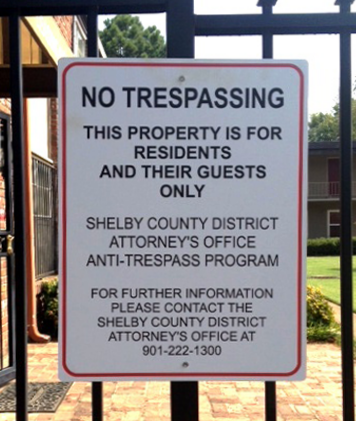 NO TRESPASSING
THIS PROPERTY IS FOR
RESIDENTS
AND THEIR GUESTS
ONLY
SHELBY COUNTY DISTRICT
ATTORNEY'S OFFICE
ANTI-TRESPASS PROGRAM
FOR FURTHER INFORMATION
PLEASE CONTACT THE
SHELBY COUNTY DISTRICT
ATTORNEY'S OFFICE AT
901-222-1300